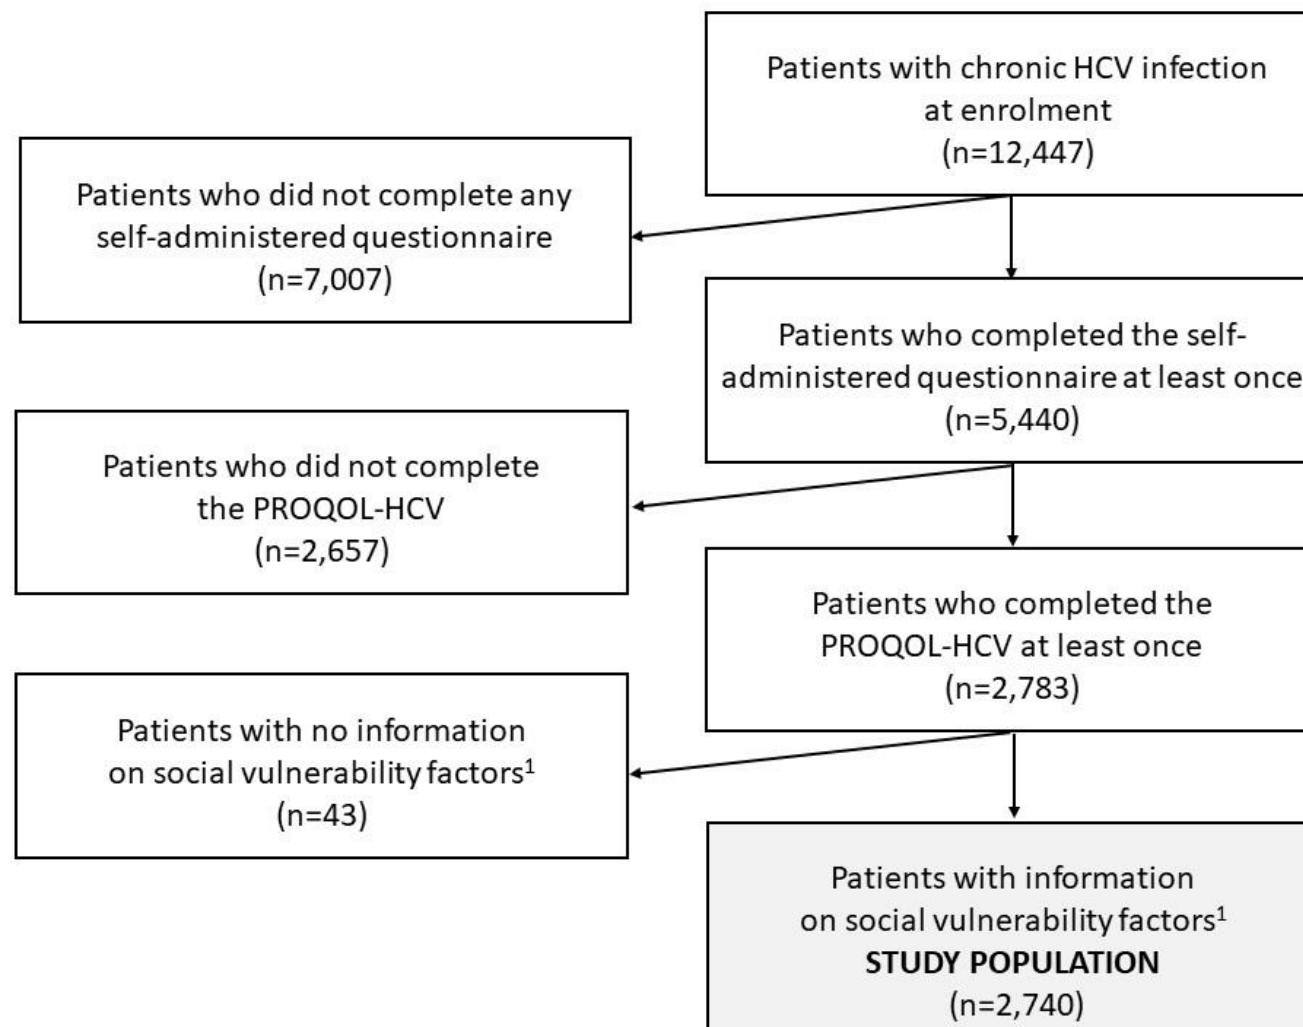 Patients with chronic HCV infection
at enrolment
(n=12,447)
Patients who did not complete any
self-administered questionnaire
(n=7,007)
Patients who completed the self-
administered questionnaire at least once
(n=5,440)
Patients who did not complete
the PROQOL-HCV
(n=2,657)
Patients who completed the
PROQOL-HCV at least once
(n=2,783)
Patients with no information
on social vulnerability factors¹
(n=43)
Patients with information
on social vulnerability factors¹
STUDY POPULATION
(n=2,740)